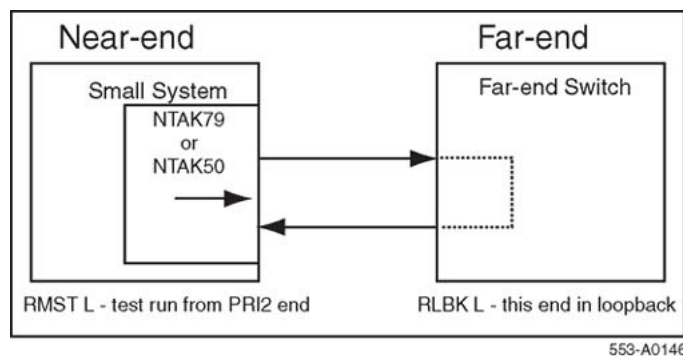 Near-end
Far-end
Small System
NTAK79
or
NTAK50
Far-end Switch
RMST L - test run from PRI2 end
RLBK L - this end in loopback
553-A0146